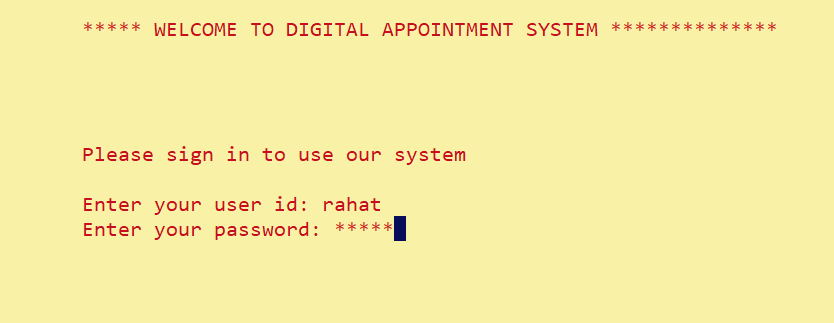 ***** WELCOME TO DIGITAL APPOINTMENT SYSTEM **************
Please sign in to use our system
Enter your user id: rahat
Enter your password: *****